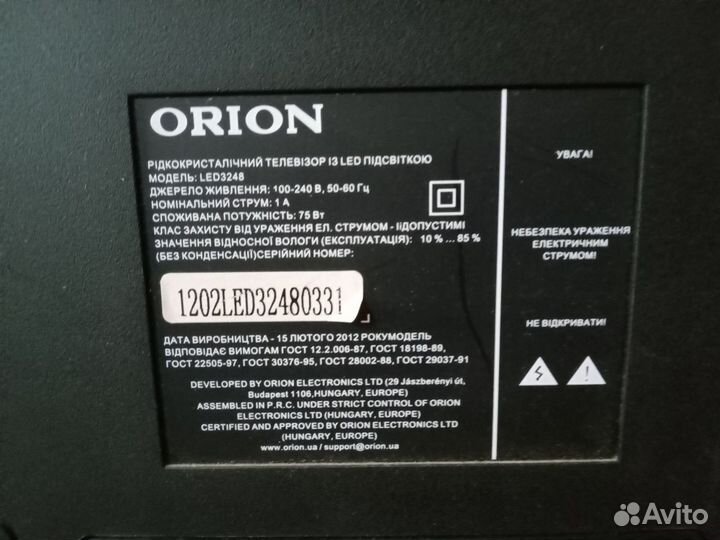 ORION
РІДКОКРИСТАЛІЧНИЙ ТЕЛЕВІЗОР ІЗ LED ПІДСВІТКОЮ
МОДЕЛЬ: LED3248
ДЖЕРЕЛО ЖИВЛЕННЯ: 100-240 В, 50-60 Гц
НОМІНАЛЬНИЙ СТРУМ: 1 А
СПОЖИВАНА ПОТУЖНІСТЬ: 75 Вт
КЛАС ЗАХИСТУ ВІД УРАЖЕННЯ ЕЛ. СТРУМОМ - ІІДОПУСТИМІ
ЗНАЧЕННЯ ВІДНОСНОЇ ВОЛОГИ (ЕКСПЛУАТАЦІЯ): 10 % ... 85 %
(БЕЗ КОНДЕНСАЦІЇ)СЕРІЙНИЙ НОМЕР:
1202LED32480331
ДАТА ВИРОБНИЦТВА - 15 ЛЮТОГО 2012 РОКУМОДЕЛЬ
ВІДПОВІДАЄ ВИМОГАМ ГОСТ 12.2.006-87, ГОСТ 18198-89,
ГОСТ 22505-97, ГОСТ 30376-95, ГОСТ 28002-88, ГОСТ 29037-91
DEVELOPED BY ORION ELECTRONICS LTD (29 Jászberényi út,
Budapest 1106,HUNGARY, EUROPE)
ASSEMBLED IN P.R.C. UNDER STRICT CONTROL OF ORION
ELECTRONICS LTD (HUNGARY, EUROPE)
CERTIFIED AND APPROVED BY ORION ELECTRONICS LTD
(HUNGARY, EUROPE)
www.orion.ua / support@orion.ua
УВАГА!
НЕБЕЗПЕКА УРАЖЕННЯ
ЕЛЕКТРИЧНИМ
СТРУМОМ!
НЕ ВІДКРИВАТИ!
Avito